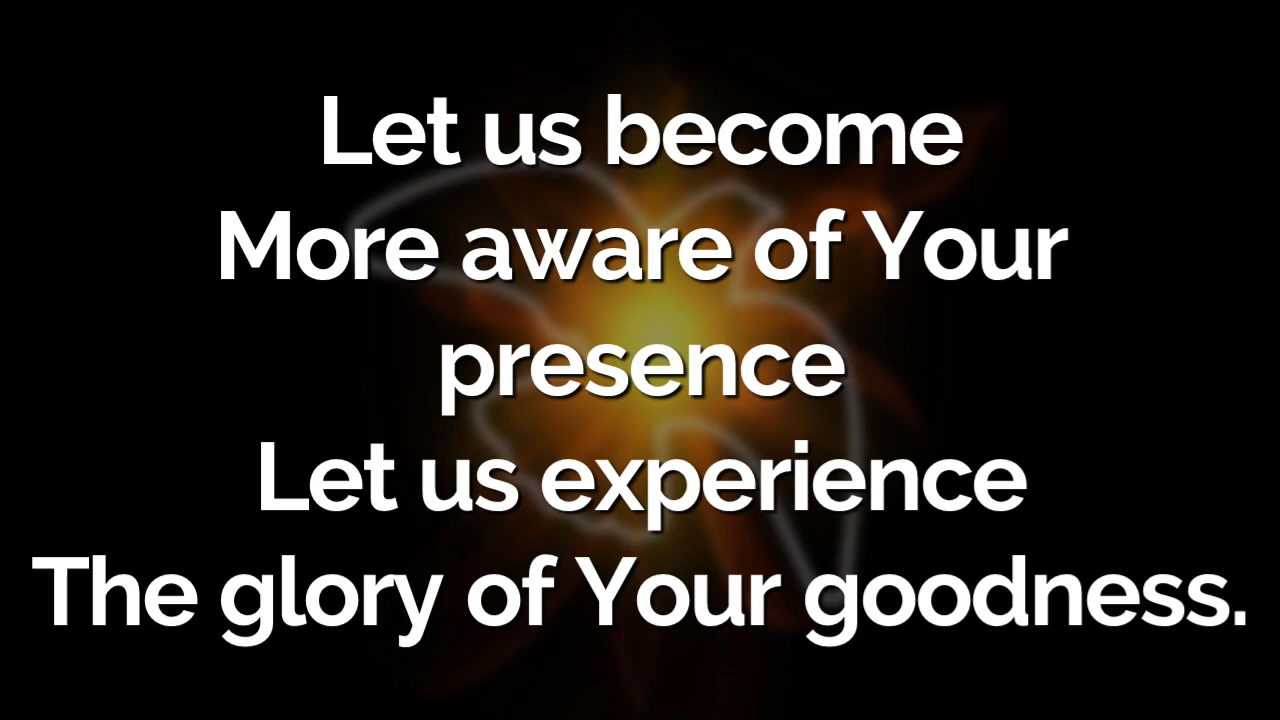 Let us become
More aware of Your
presence
Let us experience
The glory of Your goodness.